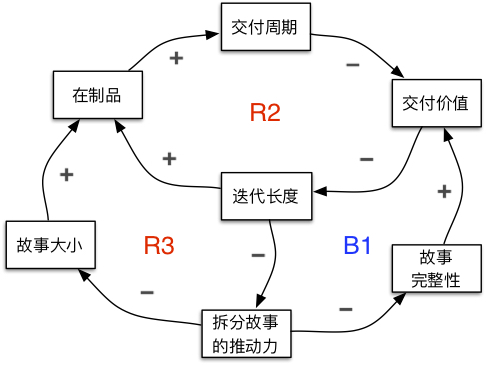 交付周期
+
−
在制品
交付价值
R2
+
−
迭代长度
+
+
故事大小
R3
−
B1
故事
完整性
−
拆分故事
的推动力
−